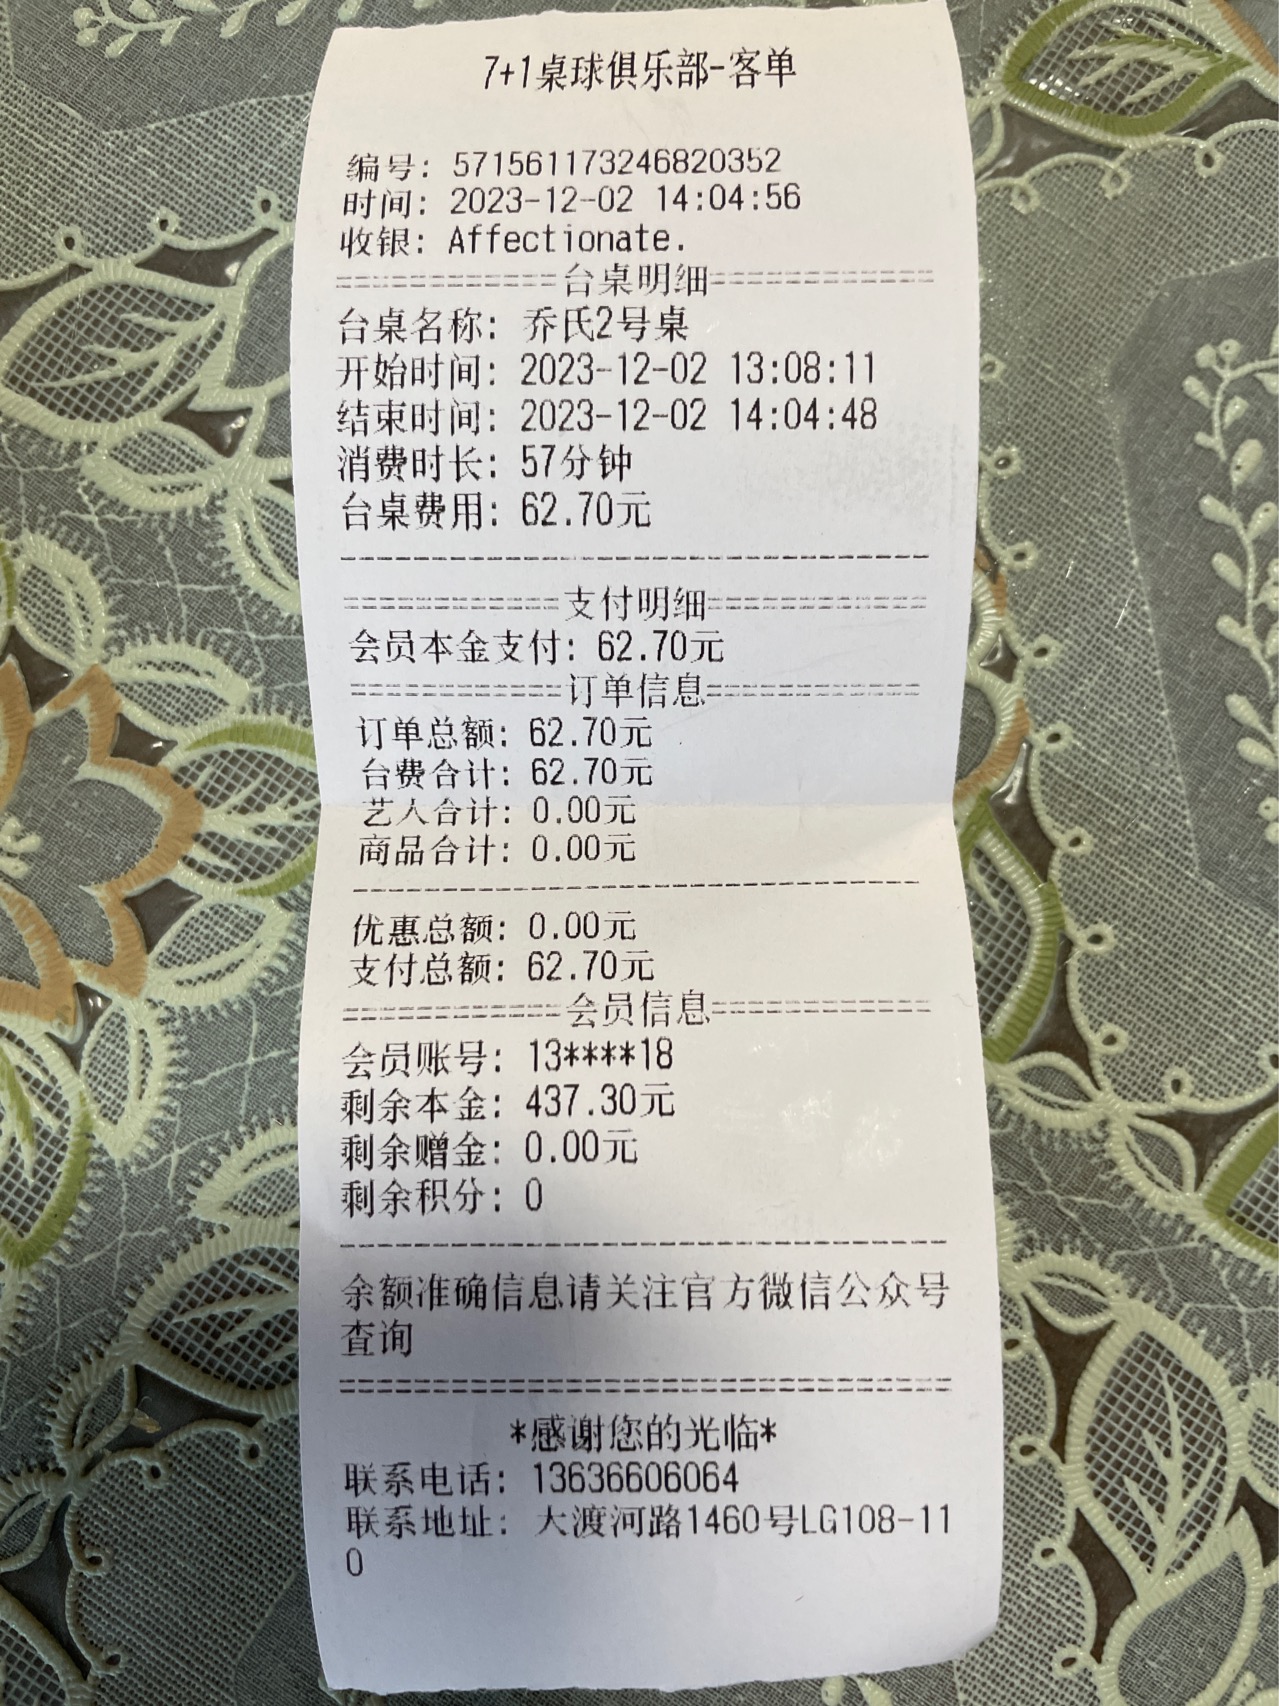 7+1桌球俱乐部-客单
编号: 571561173246820352
时间: 2023-12-02 14:04:56
收银: Affectionate.
============台桌明细============
台桌名称: 乔氏2号桌
开始时间: 2023-12-02 13:08:11
结束时间: 2023-12-02 14:04:48
消费时长: 57分钟
台桌费用: 62.70元
--------------------------------
============支付明细============
会员本金支付: 62.70元
============订单信息============
订单总额: 62.70元
台费合计: 62.70元
艺人合计: 0.00元
商品合计: 0.00元
--------------------------------
优惠总额: 0.00元
支付总额: 62.70元
============会员信息============
会员账号: 13****18
剩余本金: 437.30元
剩余赠金: 0.00元
剩余积分: 0
--------------------------------
余额准确信息请关注官方微信公众号
查询
================================
*感谢您的光临*
联系电话: 13636606064
联系地址: 大渡河路1460号LG108-11
0